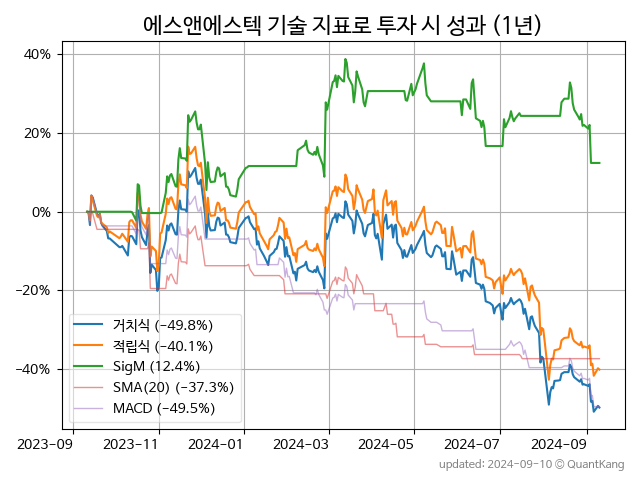 에스앤에스텍 기술 지표로 투자 시 성과 (1년)
40%
20%
0%
−20%
−40%
거치식 (−49.8%)
적립식 (−40.1%)
SigM (12.4%)
SMA(20) (−37.3%)
MACD (−49.5%)
2023−09 2023−11 2024−01 2024−03 2024−05 2024−07 2024−09
updated: 2024−09−10 ⓒ QuantKang